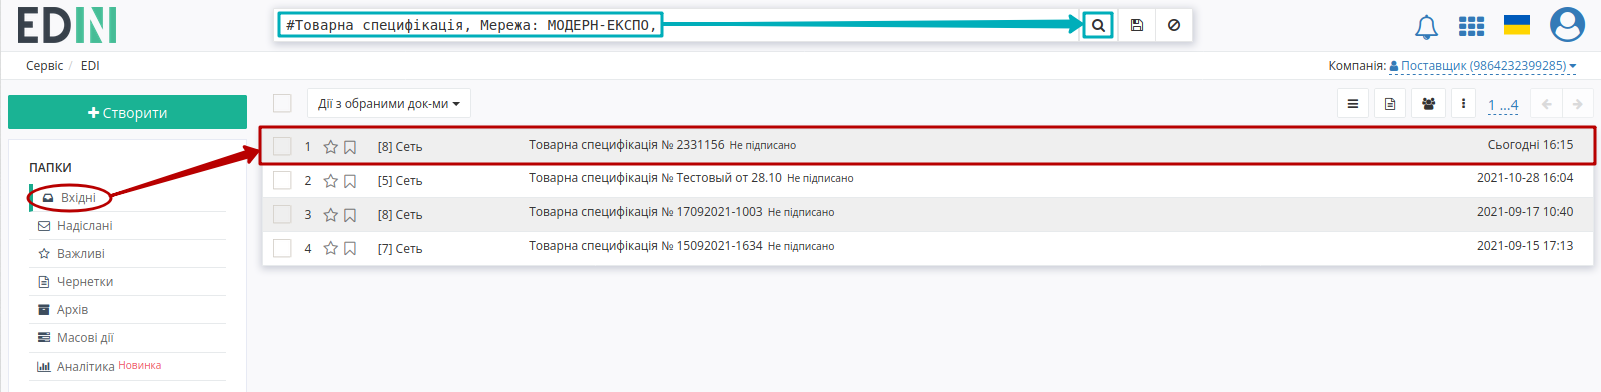 EDIN
#Товарна специфікація, Мережа: МОДЕРН-ЕКСПО,
Сервіс / EDI
Компанія: Поставщик (9864232399285)
Створити
Дії з обраними док-ми
1 ...4
ПАПКИ
Вхідні
Надіслані
Важливі
Чернетки
Архів
Масові дії
Аналітика Новинка
1 [8] Сеть Товарна специфікація № 2331156 Не підписано Сьогодні 16:15
2 [5] Сеть Товарна специфікація № Тестовый от 28.10 Не підписано 2021-10-28 16:04
3 [8] Сеть Товарна специфікація № 17092021-1003 Не підписано 2021-09-17 10:40
4 [7] Сеть Товарна специфікація № 15092021-1634 Не підписано 2021-09-15 17:13